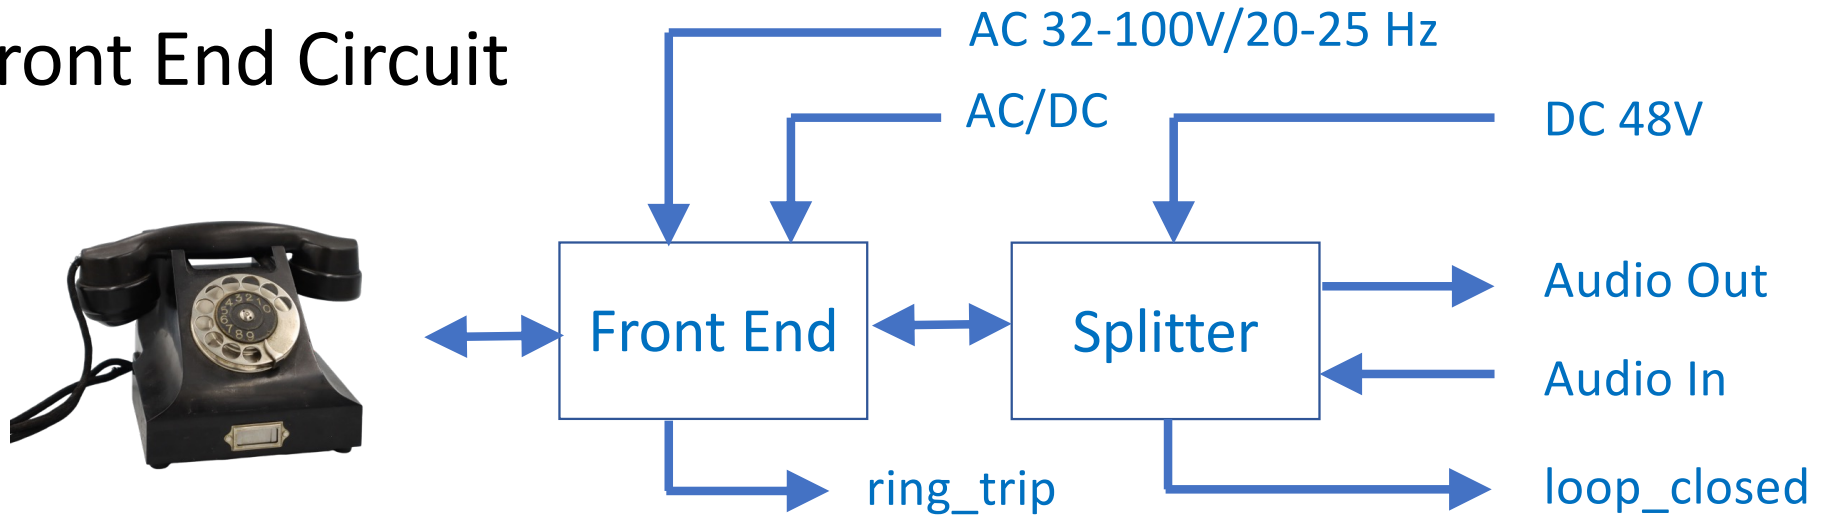 ront End Circuit
AC 32-100V/20-25 Hz
AC/DC
DC 48V
Front End
Splitter
Audio Out
Audio In
ring_trip
loop_closed